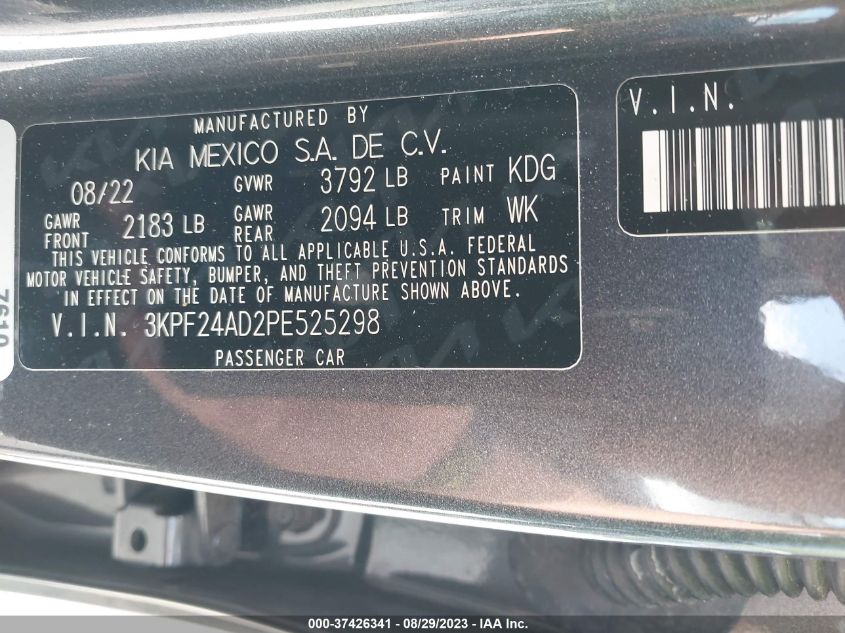 MANUFACTURED BY
KIA MEXICO S.A. DE C.V.
08/22 GVWR 3792 LB PAINT KDG
GAWR FRONT 2183 LB GAWR REAR 2094 LB TRIM WK
THIS VEHICLE CONFORMS TO ALL APPLICABLE U.S.A. FEDERAL
MOTOR VEHICLE SAFETY, BUMPER, AND THEFT PREVENTION STANDARDS
IN EFFECT ON THE DATE OF MANUFACTURE SHOWN ABOVE.
V.I.N. 3KPF24AD2PE525298
PASSENGER CAR
V.I.N.
7619
000-37426341 - 08/29/2023 - IAA Inc.